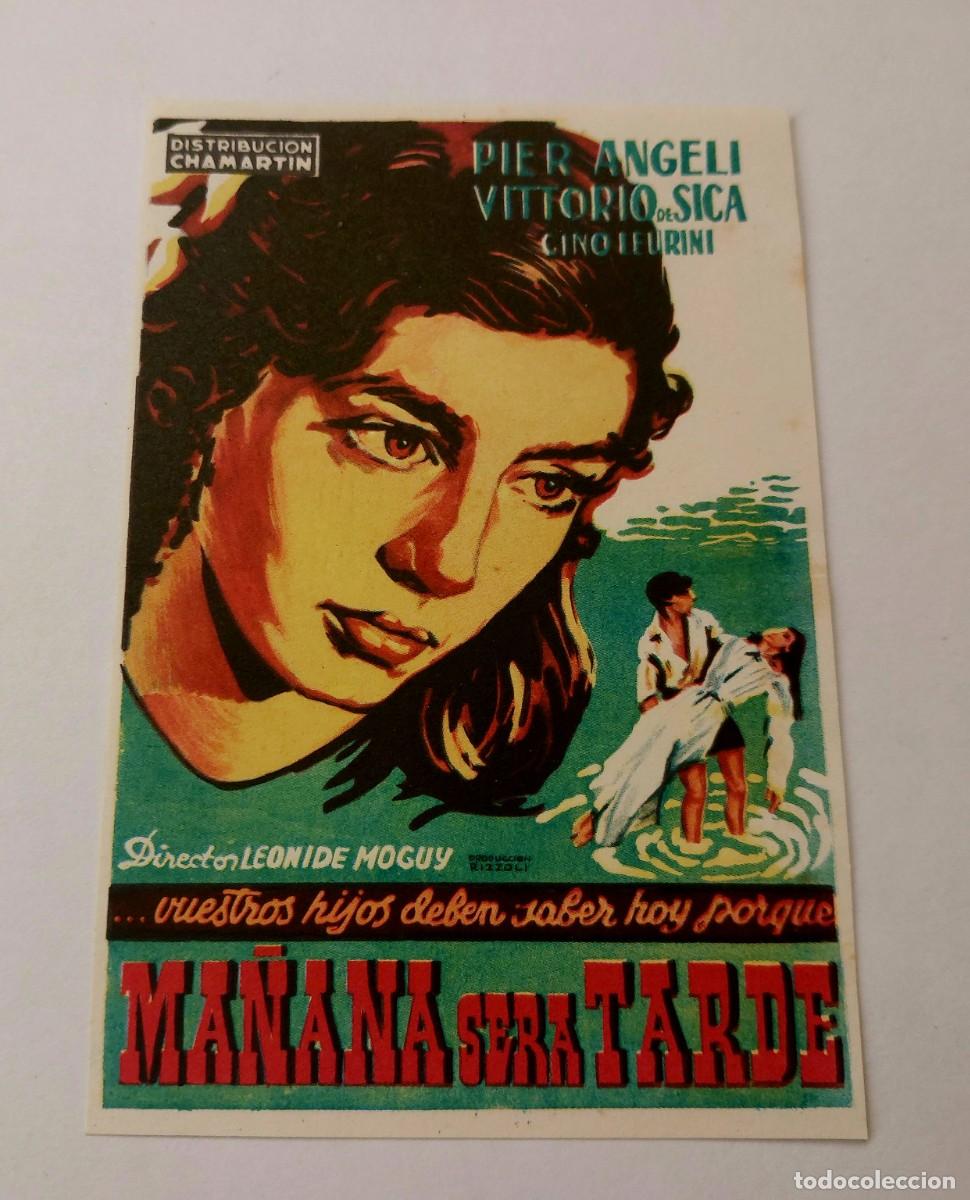 DISTRIBUCION
CHAMARTIN
PIER ANGELI
VITTORIO DE SICA
GINO LEURINI
Director LEONIDE MOGUY
PRODUCCION
RIZZOLI
... vuestros hijos deben saber hoy porque
MAÑANA SERA TARDE
todocoleccion